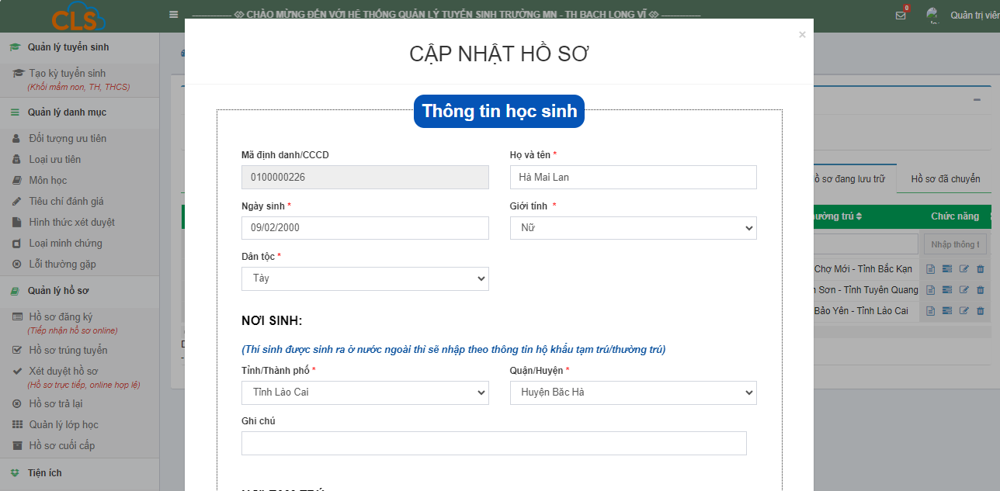 CLS
CHÀO MỪNG ĐẾN VỚI HỆ THỐNG QUẢN LÝ TUYỂN SINH TRƯỜNG MN - TH BẠCH LONG VĨ
0
Quản trị viên
Quản lý tuyển sinh
Tạo kỳ tuyển sinh
(Khối mầm non, TH, THCS)
Quản lý danh mục
Đối tượng ưu tiên
Loại ưu tiên
Môn học
Tiêu chí đánh giá
Hình thức xét duyệt
Loại minh chứng
Lỗi thường gặp
Quản lý hồ sơ
Hồ sơ đăng ký
(Tiếp nhận hồ sơ online)
Hồ sơ trúng tuyển
Xét duyệt hồ sơ
(Hồ sơ trực tiếp, online hợp lệ)
Hồ sơ trả lại
Quản lý lớp học
Hồ sơ cuối cấp
Tiện ích
×
CẬP NHẬT HỒ SƠ
Thông tin học sinh
Mã định danh/CCCD
Họ và tên *
0100000226
Hà Mai Lan
Ngày sinh *
Giới tính *
09/02/2000
Nữ
Dân tộc *
Tày
NƠI SINH:
(Thí sinh được sinh ra ở nước ngoài thì sẽ nhập theo thông tin hộ khẩu tạm trú/thường trú)
Tỉnh/Thành phố *
Quận/Huyện *
Tỉnh Lào Cai
Huyện Bắc Hà
Ghi chú
hồ sơ đang lưu trữ
Hồ sơ đã chuyển
ường trú
Chức năng
Nhập thông t
Chợ Mới - Tỉnh Bắc Kạn
Sơn - Tỉnh Tuyên Quang
Bảo Yên - Tỉnh Lào Cai